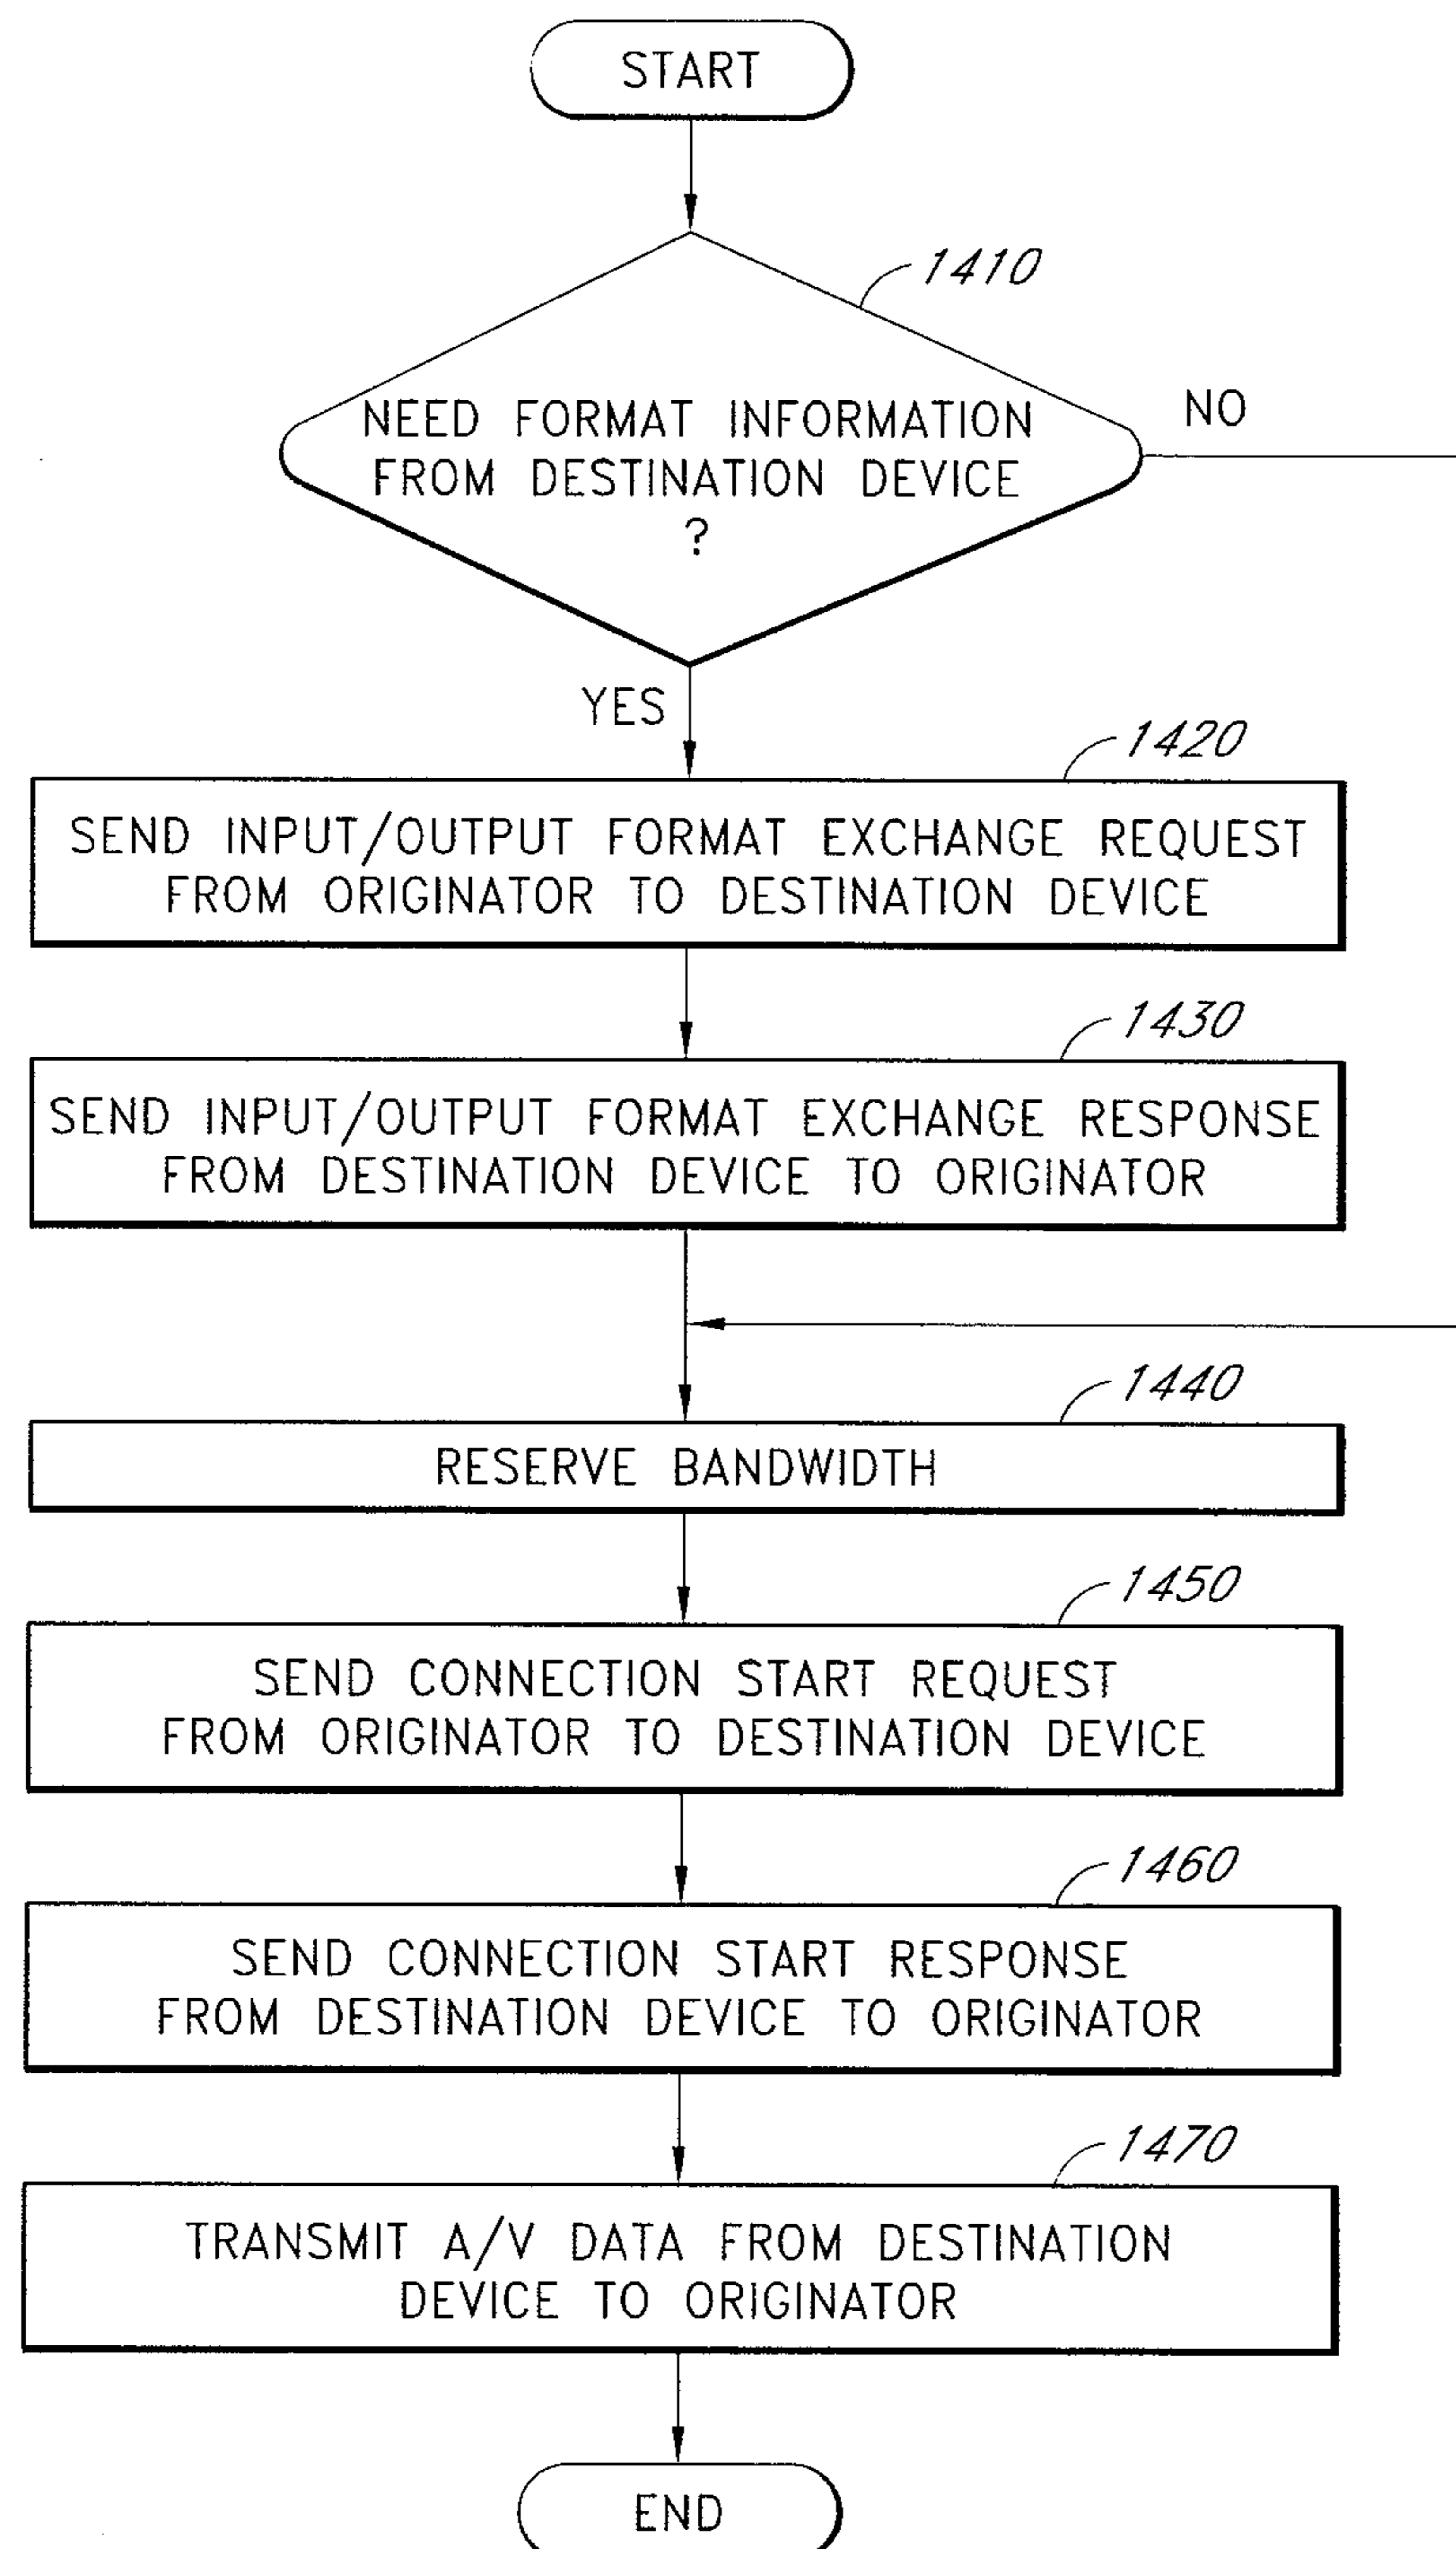 START
1410
NEED FORMAT INFORMATION
FROM DESTINATION DEVICE
?
NO
YES
1420
SEND INPUT/OUTPUT FORMAT EXCHANGE REQUEST
FROM ORIGINATOR TO DESTINATION DEVICE
1430
SEND INPUT/OUTPUT FORMAT EXCHANGE RESPONSE
FROM DESTINATION DEVICE TO ORIGINATOR
1440
RESERVE BANDWIDTH
1450
SEND CONNECTION START REQUEST
FROM ORIGINATOR TO DESTINATION DEVICE
1460
SEND CONNECTION START RESPONSE
FROM DESTINATION DEVICE TO ORIGINATOR
1470
TRANSMIT A/V DATA FROM DESTINATION
DEVICE TO ORIGINATOR
END